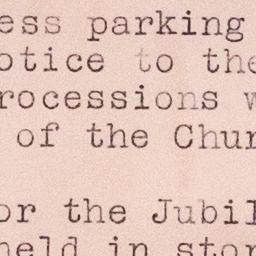 ess parking
otice to the
rocessions w
of the Chur
or the Jubil
held in stor